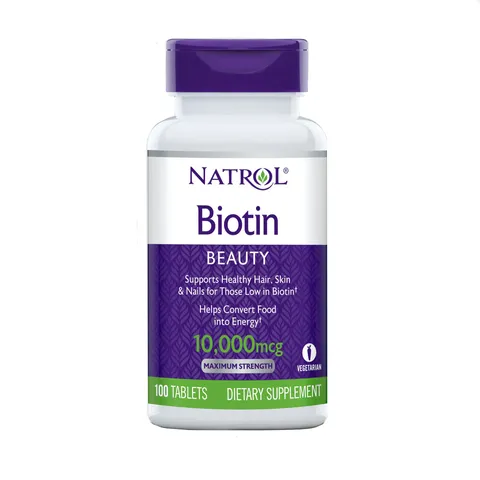 NATROL®
Biotin
BEAUTY
Supports Healthy Hair, Skin
& Nails for Those Low in Biotin†
Helps Convert Food
into Energy†
10,000mcg
MAXIMUM STRENGTH
VEGETARIAN
100 TABLETS DIETARY SUPPLEMENT